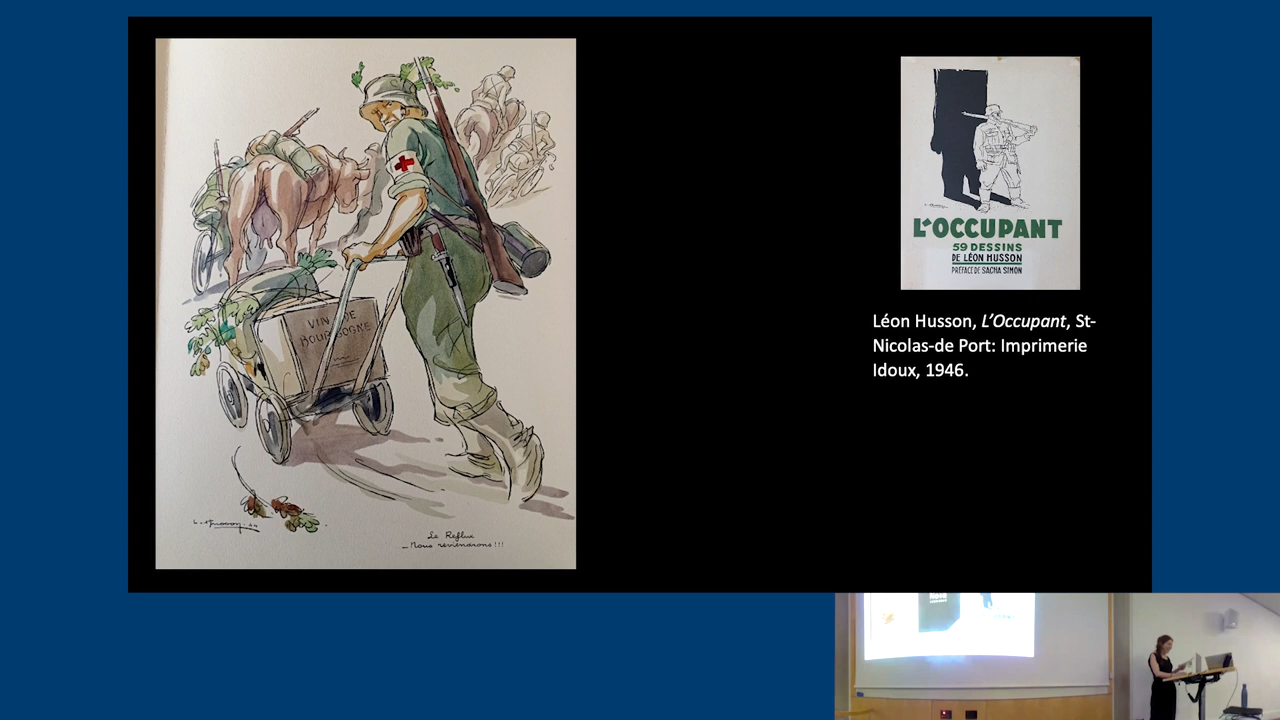 VIN DE
BOURGOGNE
Le Reflux
_ Nous reviendrons !!!
L'OCCUPANT
59 DESSINS
DE LÉON HUSSON
PRÉFACE DE SACHA SIMON
Léon Husson, L'Occupant, St-
Nicolas-de Port: Imprimerie
Idoux, 1946.